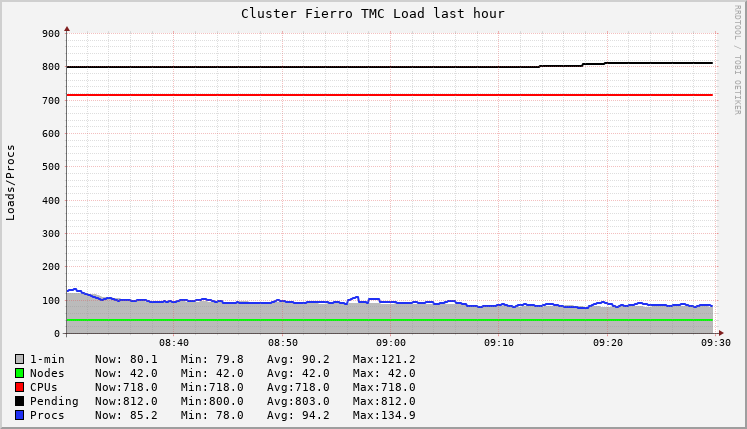 Cluster Fierro TMC Load last hour
RRDTOOL / TOBI OETIKER
Loads/Procs
900
800
700
600
500
400
300
200
100
0
08:40 08:50 09:00 09:10 09:20 09:30
1-min Now: 80.1 Min: 79.8 Avg: 90.2 Max:121.2
Nodes Now: 42.0 Min: 42.0 Avg: 42.0 Max: 42.0
CPUs Now:718.0 Min:718.0 Avg:718.0 Max:718.0
Pending Now:812.0 Min:800.0 Avg:803.0 Max:812.0
Procs Now: 85.2 Min: 78.0 Avg: 94.2 Max:134.9